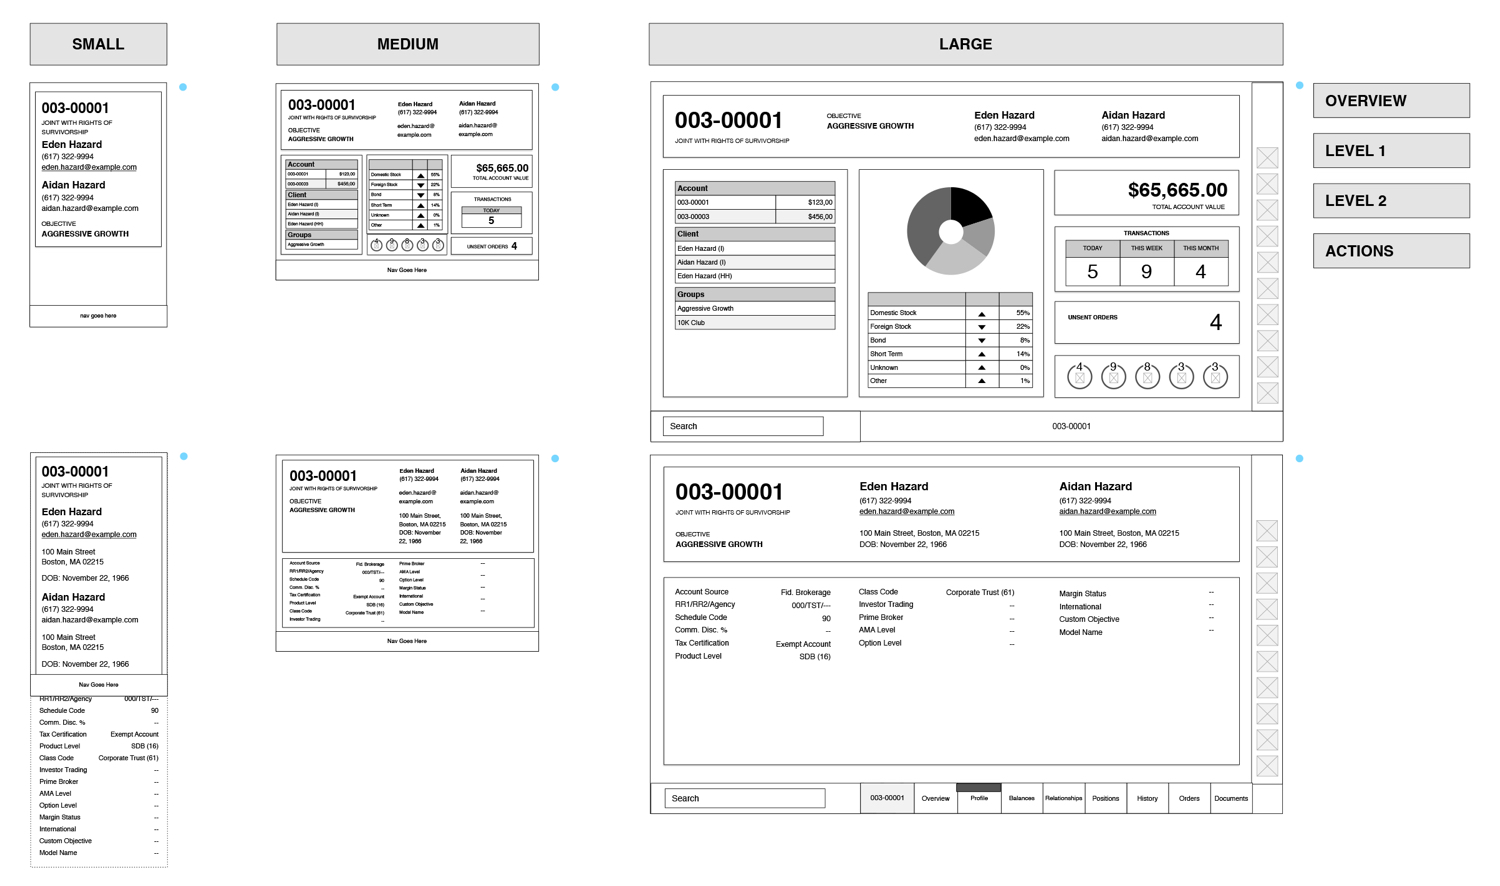 SMALL
MEDIUM
LARGE
003-00001
JOINT WITH RIGHTS OF
SURVIVORSHIP
Eden Hazard
(617) 322-9994
eden.hazard@example.com
Aidan Hazard
(617) 322-9994
aidan.hazard@example.com
OBJECTIVE
AGGRESSIVE GROWTH
nav goes here
003-00001
JOINT WITH RIGHTS OF SURVIVORSHIP
OBJECTIVE
AGGRESSIVE GROWTH
Eden Hazard
(617) 322-9994
eden.hazard@
example.com
Aidan Hazard
(617) 322-9994
aidan.hazard@
example.com
Account
003-00001 $123,00
003-00003 $456,00
Client
Eden Hazard (I)
Aidan Hazard (I)
Eden Hazard (HH)
Groups
Aggressive Growth
Domestic Stock 55%
Foreign Stock 22%
Bond 8%
Short Term 14%
Unknown 0%
Other 1%
4 9 8 3 3
$65,665.00
TOTAL ACCOUNT VALUE
TRANSACTIONS
TODAY
5
UNSENT ORDERS 4
Nav Goes Here
003-00001
JOINT WITH RIGHTS OF SURVIVORSHIP
OBJECTIVE
AGGRESSIVE GROWTH
Eden Hazard
(617) 322-9994
eden.hazard@example.com
Aidan Hazard
(617) 322-9994
aidan.hazard@example.com
Account
003-00001 $123,00
003-00003 $456,00
Client
Eden Hazard (I)
Aidan Hazard (I)
Eden Hazard (HH)
Groups
Aggressive Growth
10K Club
Domestic Stock 55%
Foreign Stock 22%
Bond 8%
Short Term 14%
Unknown 0%
Other 1%
$65,665.00
TOTAL ACCOUNT VALUE
TRANSACTIONS
TODAY THIS WEEK THIS MONTH
5 9 4
UNSENT ORDERS 4
4 9 8 3 3
Search
003-00001
OVERVIEW
LEVEL 1
LEVEL 2
ACTIONS
003-00001
JOINT WITH RIGHTS OF
SURVIVORSHIP
Eden Hazard
(617) 322-9994
eden.hazard@example.com
100 Main Street
Boston, MA 02215
DOB: November 22, 1966
Aidan Hazard
(617) 322-9994
aidan.hazard@example.com
100 Main Street
Boston, MA 02215
DOB: November 22, 1966
Nav Goes Here
RR1/RR2/Agency 000/TST/---
Schedule Code 90
Comm. Disc. % --
Tax Certification Exempt Account
Product Level SDB (16)
Class Code Corporate Trust (61)
Investor Trading --
Prime Broker --
AMA Level --
Option Level --
Margin Status --
International --
Custom Objective --
Model Name --
003-00001
JOINT WITH RIGHTS OF SURVIVORSHIP
OBJECTIVE
AGGRESSIVE GROWTH
Eden Hazard
(617) 322-9994
eden.hazard@
example.com
100 Main Street,
Boston, MA 02215
DOB: November
22, 1966
Aidan Hazard
(617) 322-9994
aidan.hazard@
example.com
100 Main Street,
Boston, MA 02215
DOB: November
22, 1966
Account Source Fid. Brokerage
RR1/RR2/Agency 000/TST/---
Schedule Code 90
Comm. Disc. % --
Tax Certification Exempt Account
Product Level SDB (16)
Class Code Corporate Trust (61)
Investor Trading --
Prime Broker --
AMA Level --
Option Level --
Margin Status --
International --
Custom Objective
Model Name --
Nav Goes Here
003-00001
JOINT WITH RIGHTS OF SURVIVORSHIP
OBJECTIVE
AGGRESSIVE GROWTH
Eden Hazard
(617) 322-9994
eden.hazard@example.com
100 Main Street, Boston, MA 02215
DOB: November 22, 1966
Aidan Hazard
(617) 322-9994
aidan.hazard@example.com
100 Main Street, Boston, MA 02215
DOB: November 22, 1966
Account Source Fid. Brokerage
RR1/RR2/Agency 000/TST/---
Schedule Code 90
Comm. Disc. % --
Tax Certification Exempt Account
Product Level SDB (16)
Class Code Corporate Trust (61)
Investor Trading --
Prime Broker --
AMA Level --
Option Level --
Margin Status --
International --
Custom Objective --
Model Name --
Search
003-00001 Overview Profile Balances Relationships Positions History Orders Documents